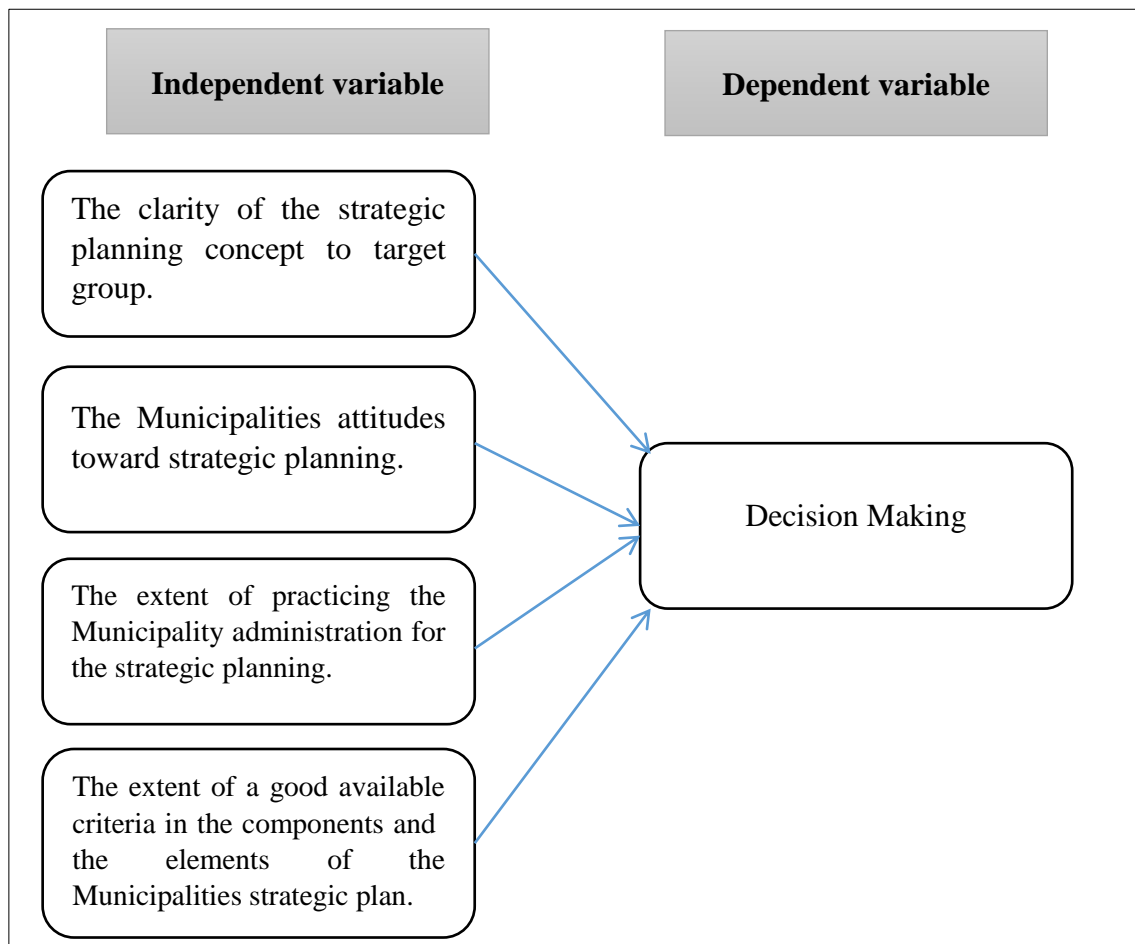 Independent variable
Dependent variable
The clarity of the strategic
planning concept to target
group.
The Municipalities attitudes
toward strategic planning.
The extent of practicing the
Municipality administration for
the strategic planning.
The extent of a good available
criteria in the components and
the elements of the
Municipalities strategic plan.
Decision Making